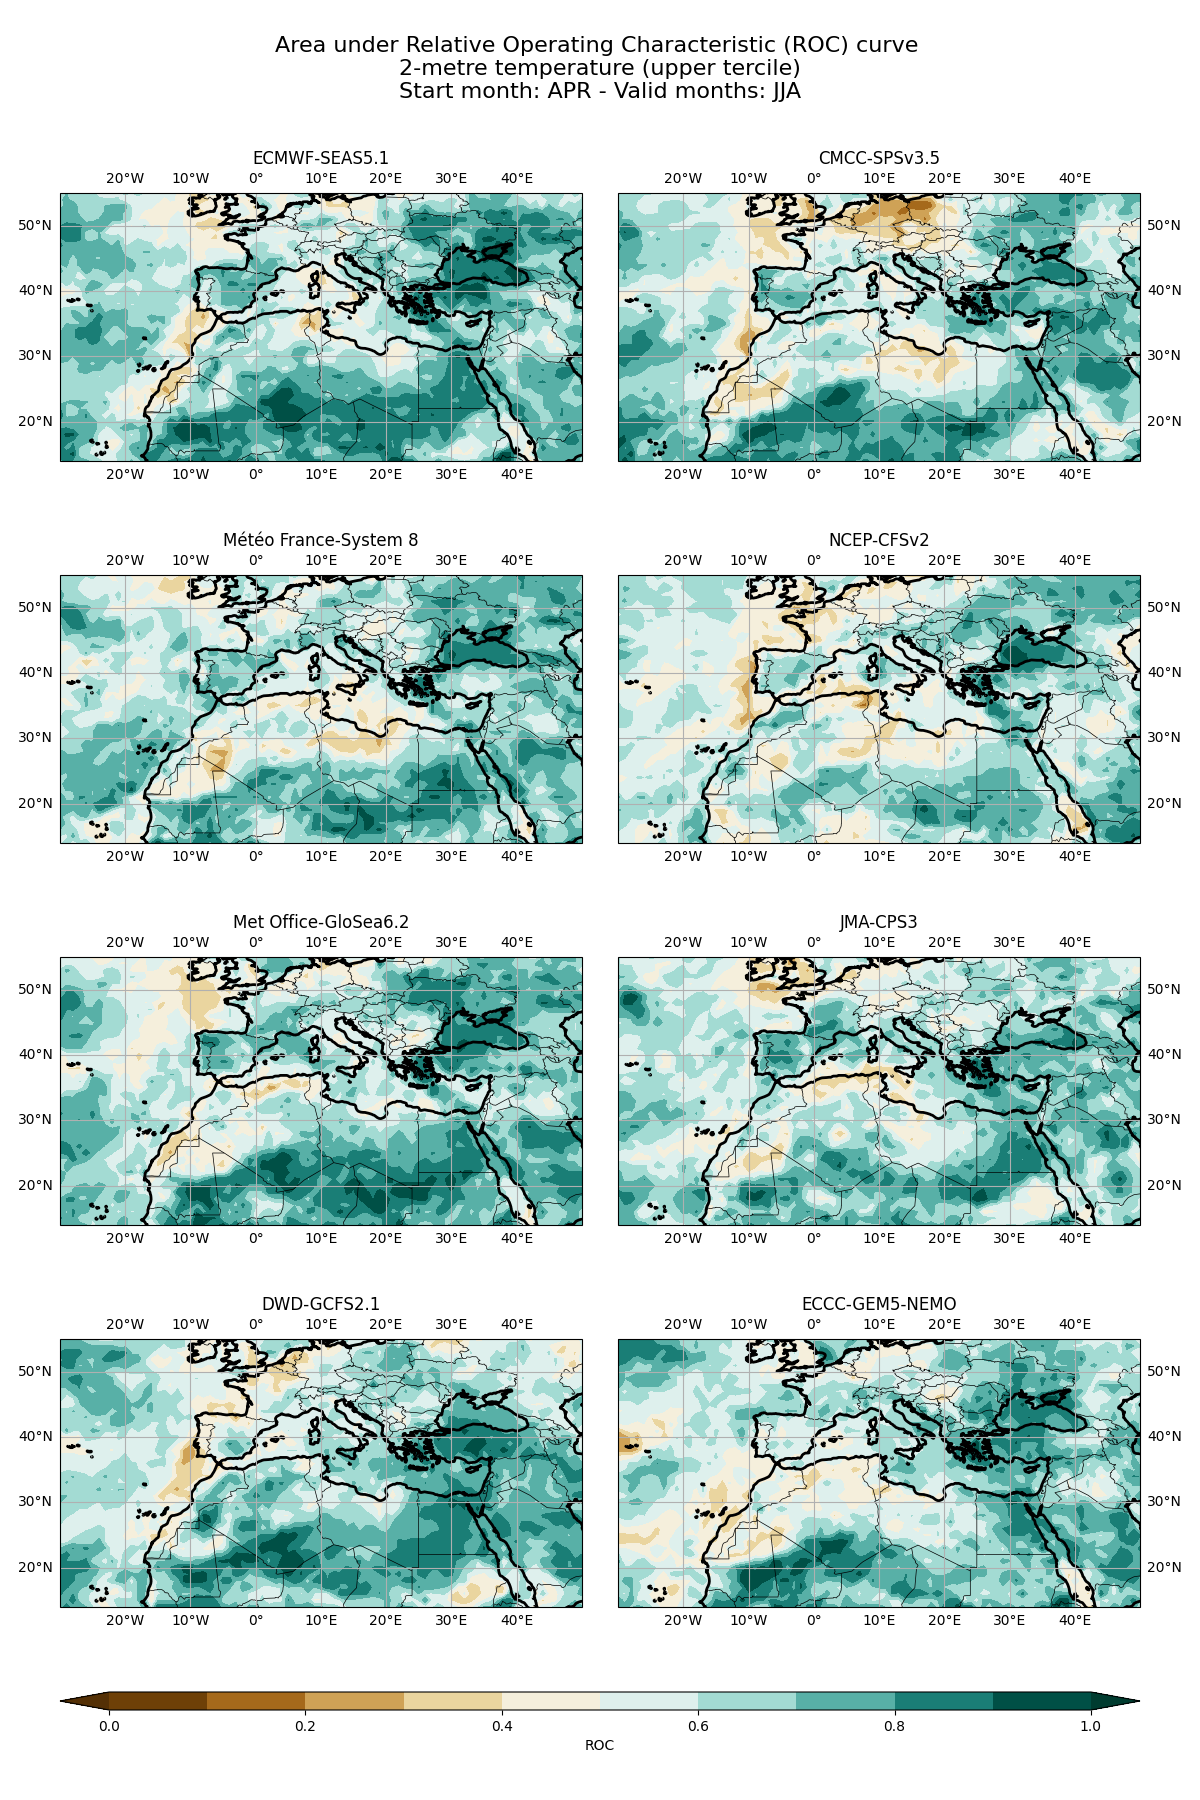 Area under Relative Operating Characteristic (ROC) curve
2-metre temperature (upper tercile)
Start month: APR - Valid months: JJA
ECMWF-SEAS5.1
20°W 10°W 0° 10°E 20°E 30°E 40°E
50°N
40°N
30°N
20°N
20°W 10°W 0° 10°E 20°E 30°E 40°E
CMCC-SPSv3.5
20°W 10°W 0° 10°E 20°E 30°E 40°E
50°N
40°N
30°N
20°N
20°W 10°W 0° 10°E 20°E 30°E 40°E
Météo France-System 8
20°W 10°W 0° 10°E 20°E 30°E 40°E
50°N
40°N
30°N
20°N
20°W 10°W 0° 10°E 20°E 30°E 40°E
NCEP-CFSv2
20°W 10°W 0° 10°E 20°E 30°E 40°E
50°N
40°N
30°N
20°N
20°W 10°W 0° 10°E 20°E 30°E 40°E
Met Office-GloSea6.2
20°W 10°W 0° 10°E 20°E 30°E 40°E
50°N
40°N
30°N
20°N
20°W 10°W 0° 10°E 20°E 30°E 40°E
JMA-CPS3
20°W 10°W 0° 10°E 20°E 30°E 40°E
50°N
40°N
30°N
20°N
20°W 10°W 0° 10°E 20°E 30°E 40°E
DWD-GCFS2.1
20°W 10°W 0° 10°E 20°E 30°E 40°E
50°N
40°N
30°N
20°N
20°W 10°W 0° 10°E 20°E 30°E 40°E
ECCC-GEM5-NEMO
20°W 10°W 0° 10°E 20°E 30°E 40°E
50°N
40°N
30°N
20°N
20°W 10°W 0° 10°E 20°E 30°E 40°E
0.0 0.2 0.4 0.6 0.8 1.0
ROC